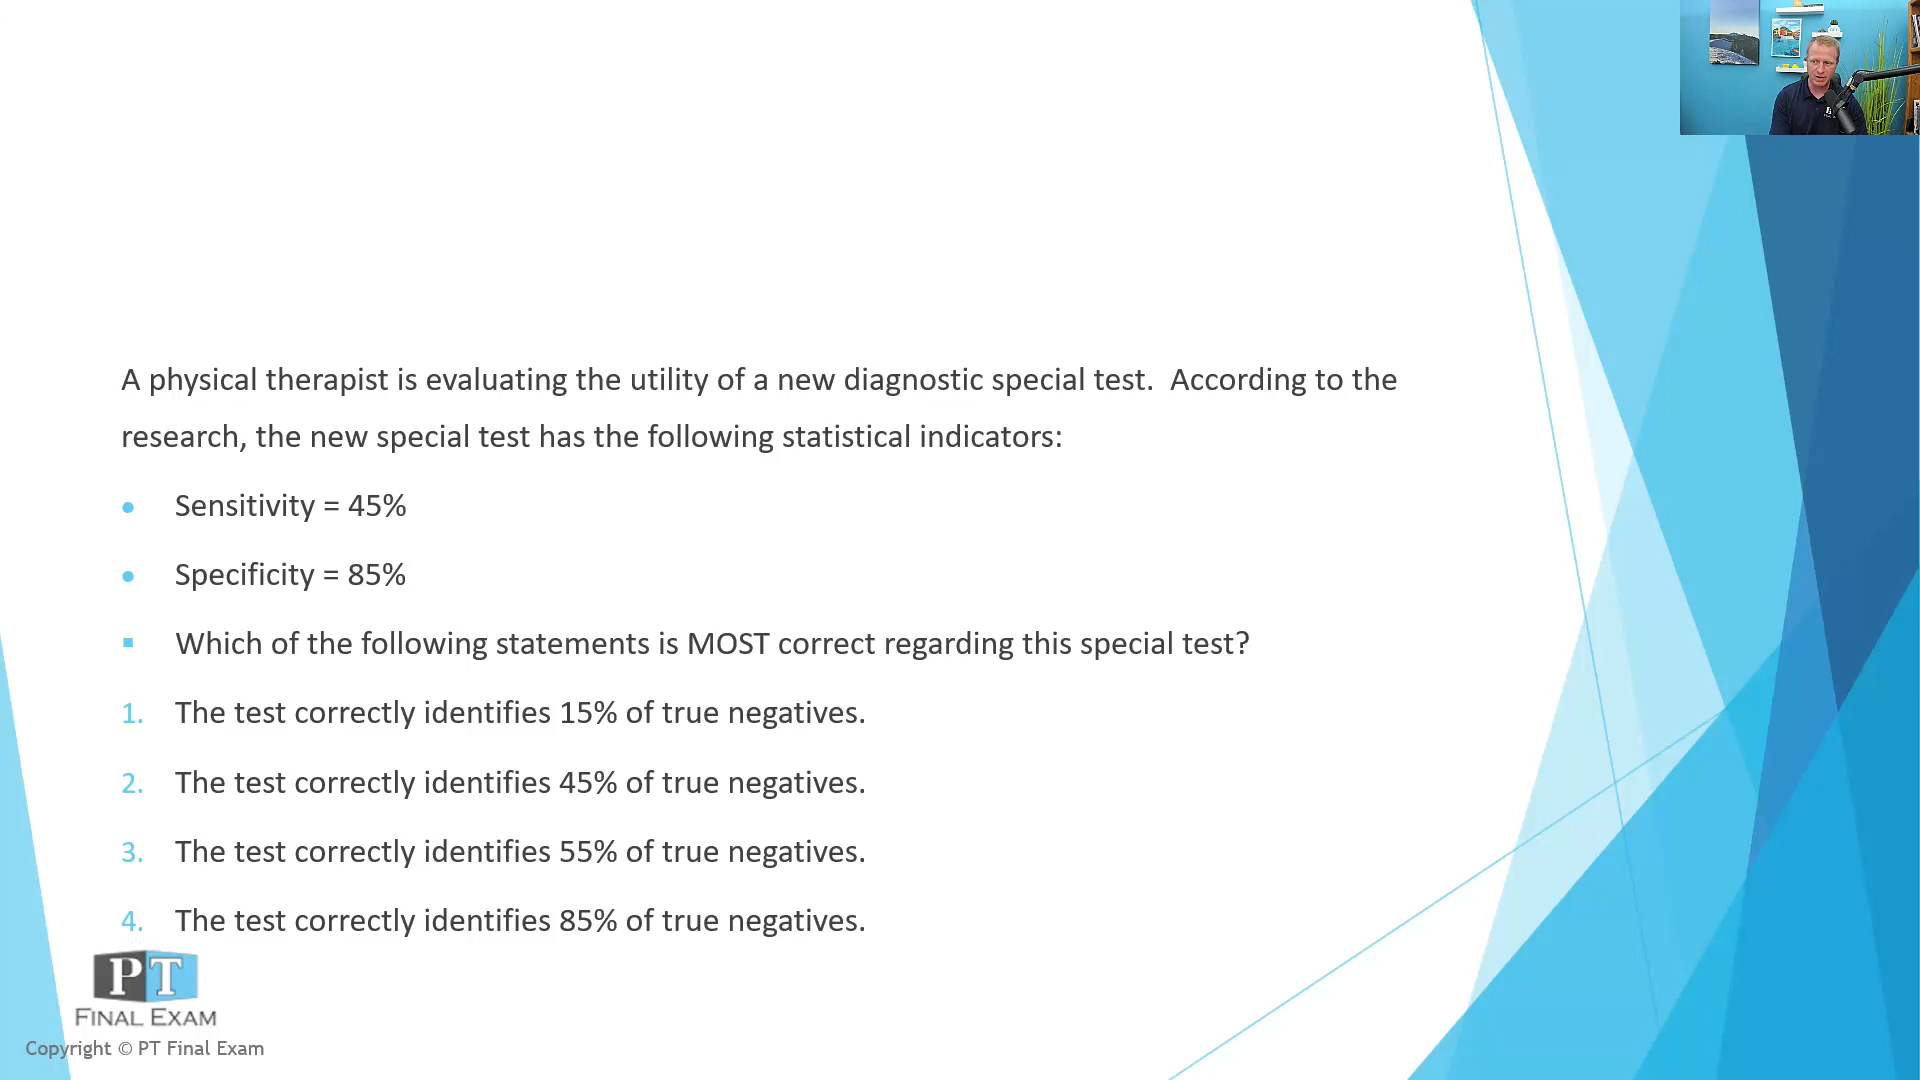 A physical therapist is evaluating the utility of a new diagnostic special test.  According to the
research, the new special test has the following statistical indicators:
• Sensitivity = 45%
• Specificity = 85%
▪ Which of the following statements is MOST correct regarding this special test?
1. The test correctly identifies 15% of true negatives.
2. The test correctly identifies 45% of true negatives.
3. The test correctly identifies 55% of true negatives.
4. The test correctly identifies 85% of true negatives.
PT
FINAL EXAM
Copyright © PT Final Exam